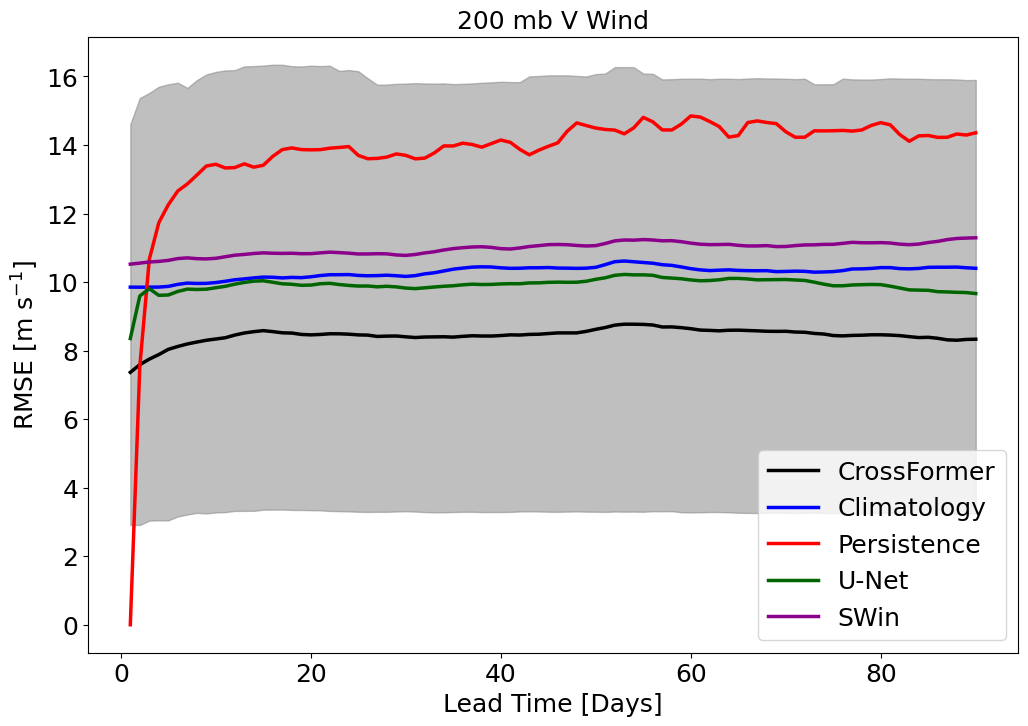 200 mb V Wind
RMSE [m s⁻¹]
16
14
12
10
8
6
4
2
0
0 20 40 60 80
Lead Time [Days]
CrossFormer
Climatology
Persistence
U-Net
SWin